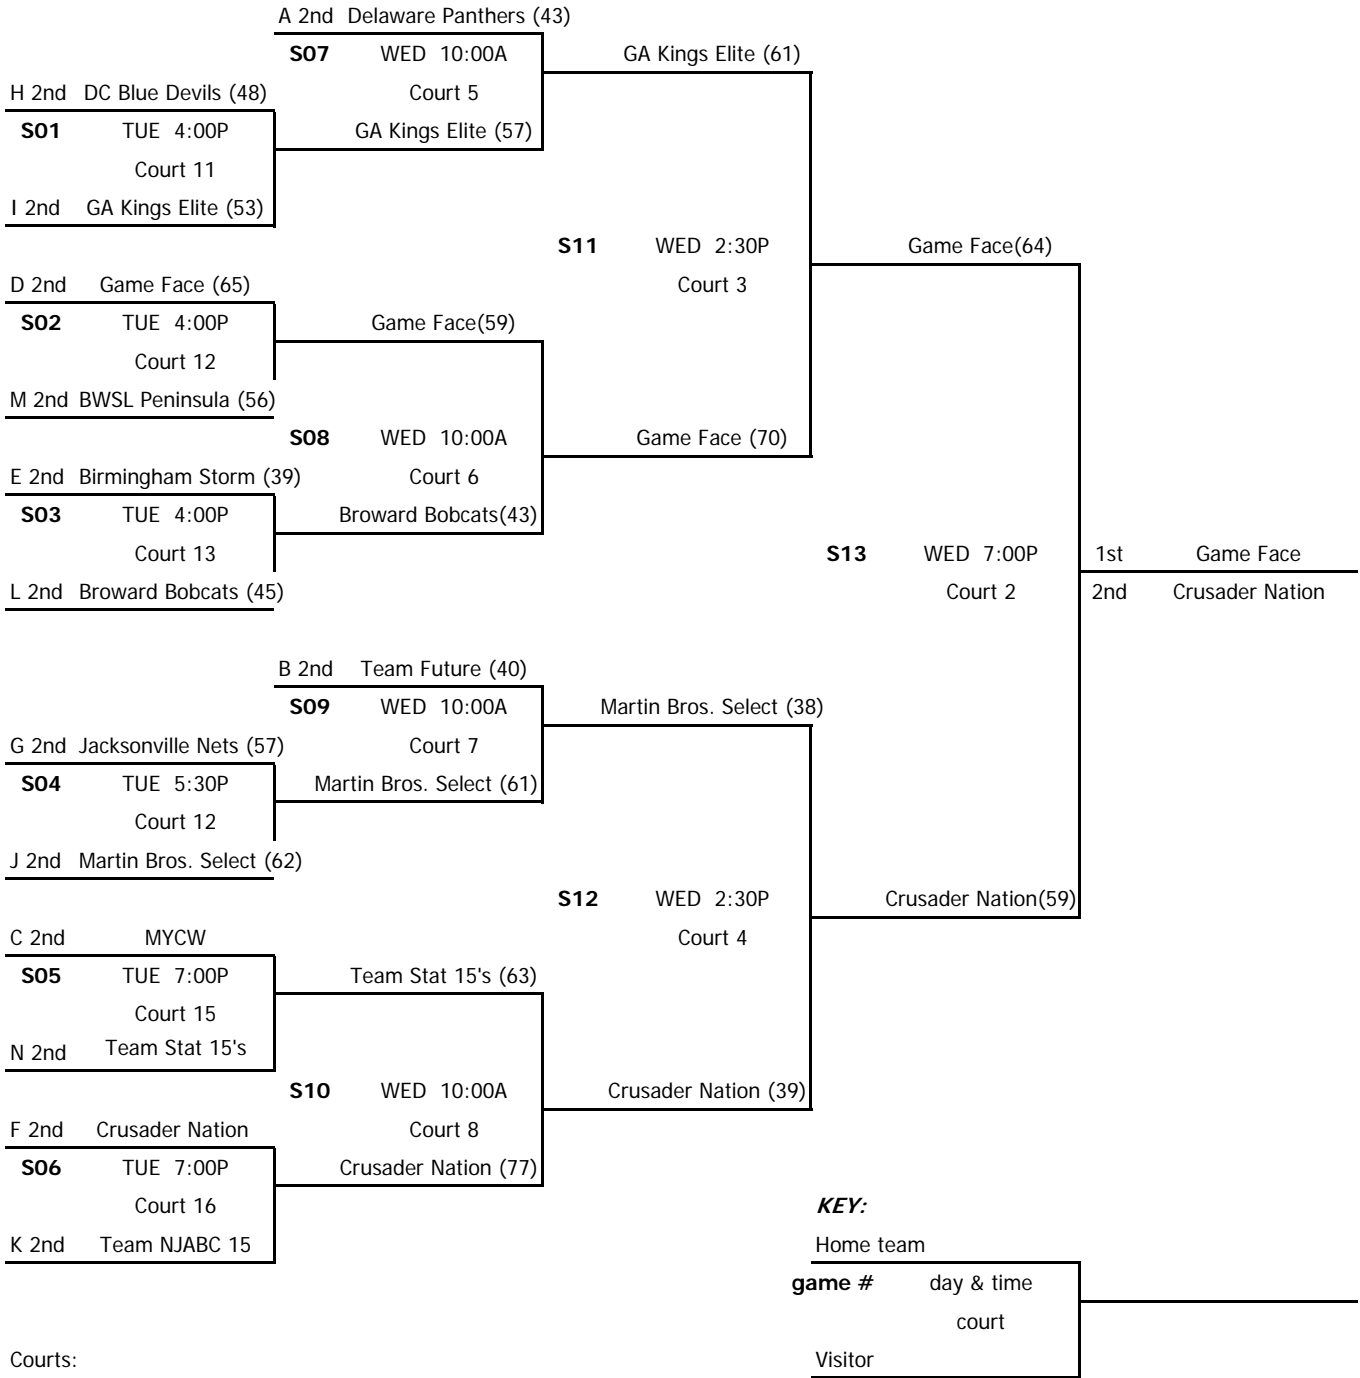 A 2nd Delaware Panthers (43)
S07 WED 10:00A GA Kings Elite (61)
H 2nd DC Blue Devils (48) Court 5
S01 TUE 4:00P GA Kings Elite (57)
Court 11
I 2nd GA Kings Elite (53)
S11 WED 2:30P Game Face(64)
D 2nd Game Face (65) Court 3
S02 TUE 4:00P Game Face(59)
Court 12
M 2nd BWSL Peninsula (56)
S08 WED 10:00A Game Face (70)
E 2nd Birmingham Storm (39) Court 6
S03 TUE 4:00P Broward Bobcats(43)
Court 13 S13 WED 7:00P 1st Game Face
L 2nd Broward Bobcats (45) Court 2 2nd Crusader Nation
B 2nd Team Future (40)
S09 WED 10:00A Martin Bros. Select (38)
G 2nd Jacksonville Nets (57) Court 7
S04 TUE 5:30P Martin Bros. Select (61)
Court 12
J 2nd Martin Bros. Select (62)
S12 WED 2:30P Crusader Nation(59)
C 2nd MYCW Court 4
S05 TUE 7:00P Team Stat 15's (63)
Court 15
N 2nd Team Stat 15's
S10 WED 10:00A Crusader Nation (39)
F 2nd Crusader Nation Court 8
S06 TUE 7:00P Crusader Nation (77)
Court 16 KEY:
K 2nd Team NJABC 15 Home team
game # day & time
court
Courts: Visitor